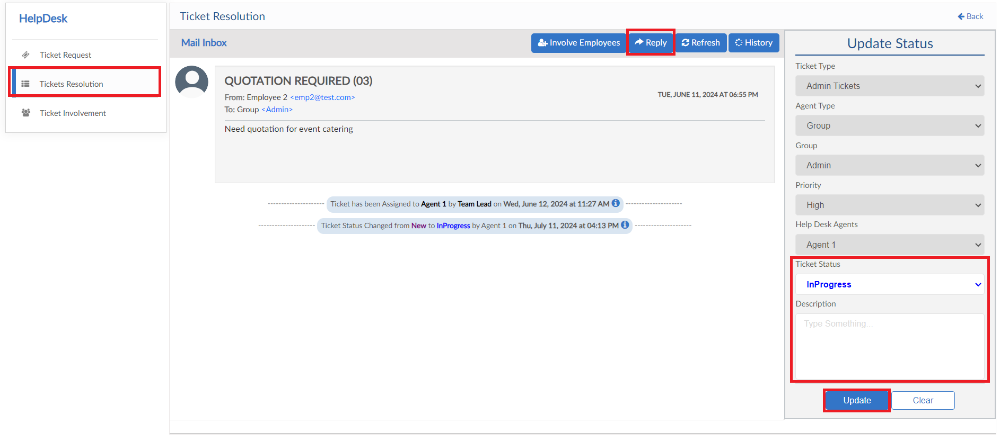 HelpDesk
Ticket Request
Tickets Resolution
Ticket Involvement
Ticket Resolution
Back
Mail Inbox
Involve Employees
Reply
Refresh
History
QUOTATION REQUIRED (03)
From: Employee 2 <emp2@test.com>
TUE, JUNE 11, 2024 AT 06:55 PM
To: Group <Admin>
Need quotation for event catering
Ticket has been Assigned to Agent 1 by Team Lead on Wed, June 12, 2024 at 11:27 AM
Ticket Status Changed from New to InProgress by Agent 1 on Thu, July 11, 2024 at 04:13 PM
Update Status
Ticket Type
Admin Tickets
Agent Type
Group
Group
Admin
Priority
High
Help Desk Agents
Agent 1
Ticket Status
InProgress
Description
Type Something...
Update
Clear